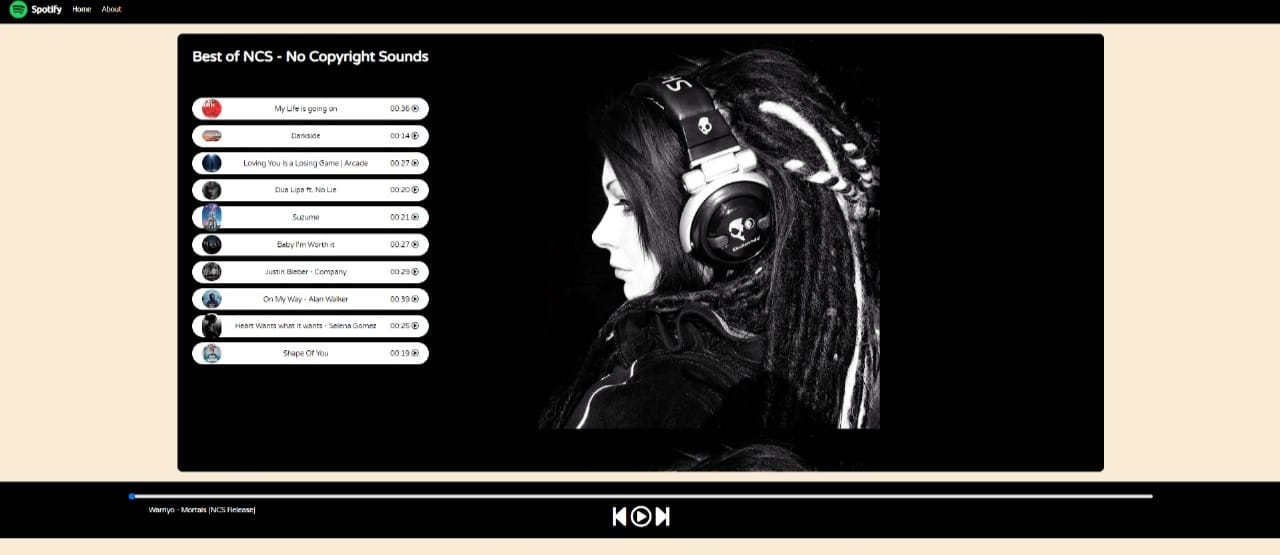 Spotify Home About
Best of NCS - No Copyright Sounds
My Life is going on 00:36
Darkside 00:14
Loving You Is a Losing Game | Arcade 00:27
Dua Lipa ft. No Lie 00:20
Suzume 00:21
Baby I'm Worth it 00:27
Justin Bieber - Company 00:29
On My Way - Alan Walker 00:39
Heart Wants what it wants - Selena Gomez 00:25
Shape Of You 00:19
Warriyo - Mortals [NCS Release]